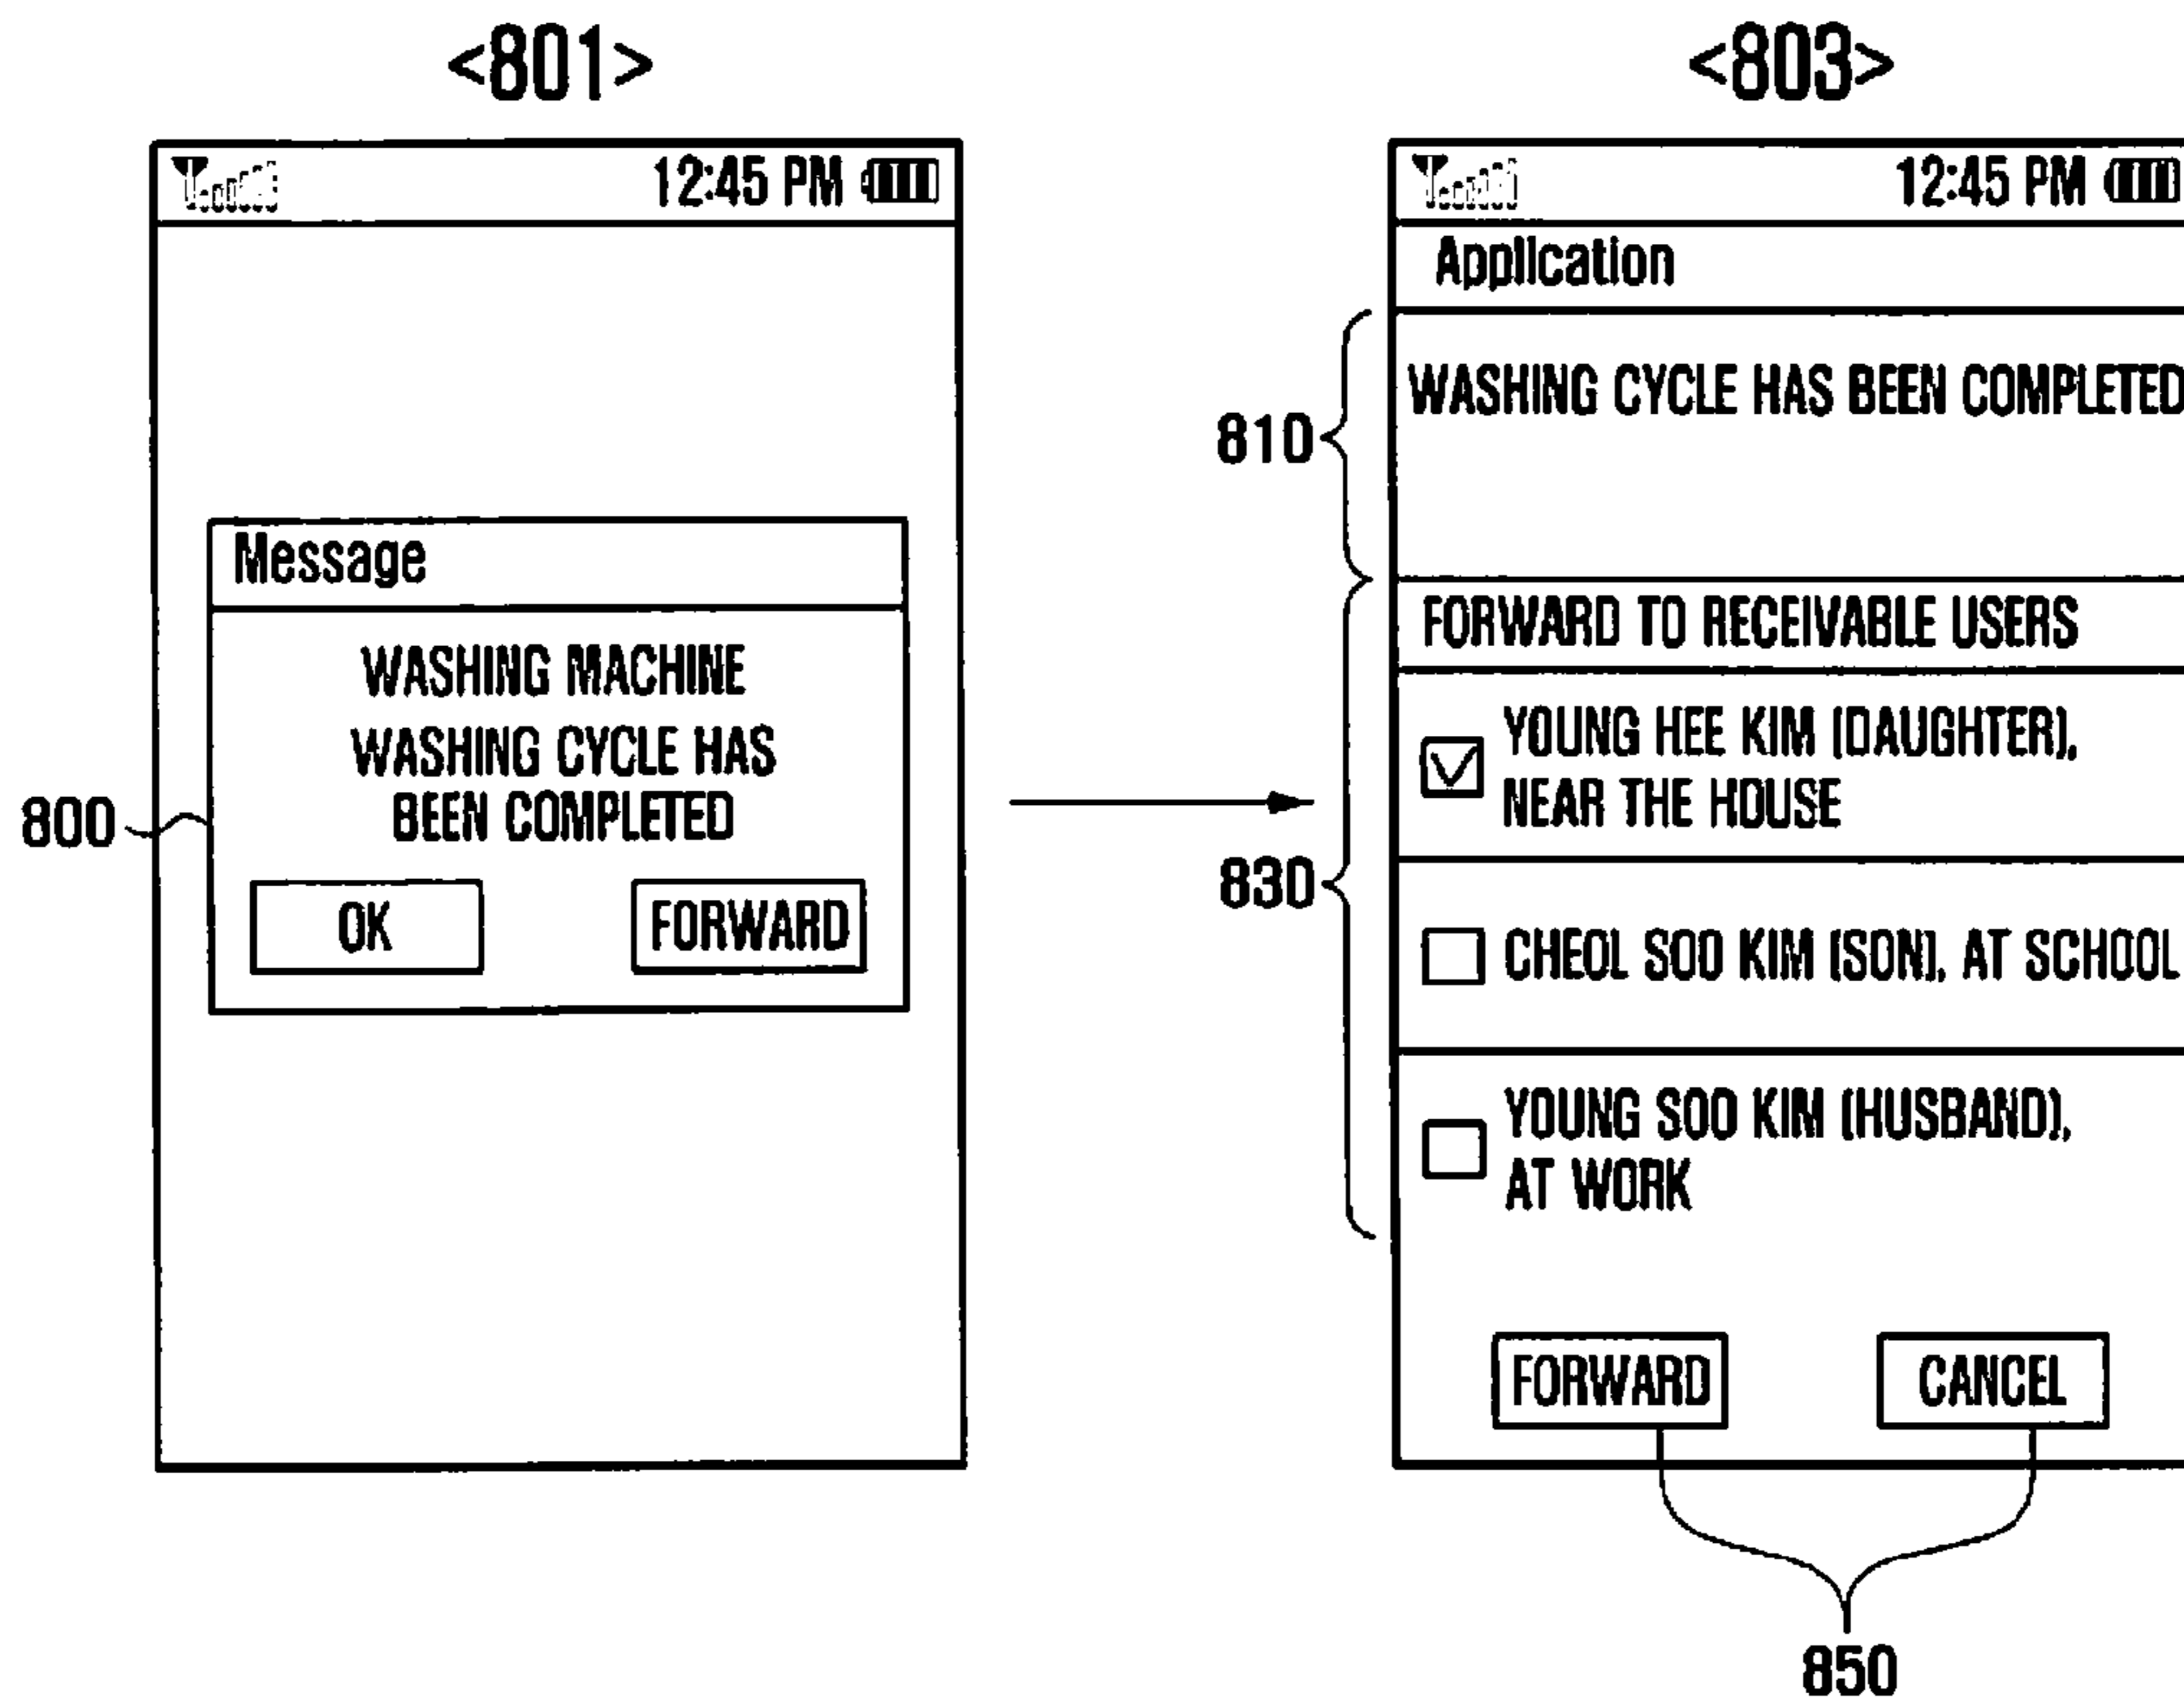 <801>
12:45 PM
Message
WASHING MACHINE
WASHING CYCLE HAS
BEEN COMPLETED
800
OK
FORWARD
<803>
12:45 PM
Application
WASHING CYCLE HAS BEEN COMPLETED
810
FORWARD TO RECEIVABLE USERS
YOUNG HEE KIM (DAUGHTER),
NEAR THE HOUSE
830
CHEOL SOO KIM (SON), AT SCHOOL
YOUNG SOO KIM (HUSBAND),
AT WORK
FORWARD
CANCEL
850